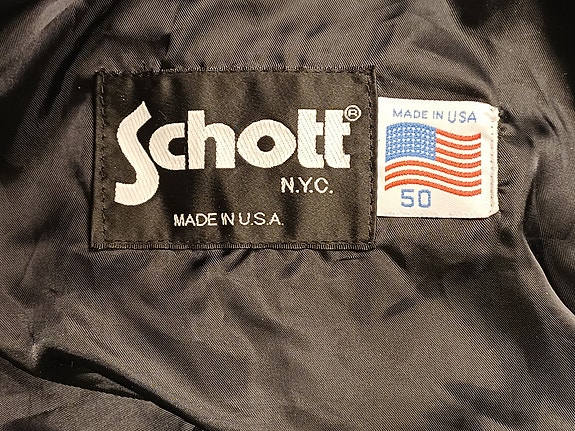 Schott®
N.Y.C.
MADE IN U.S.A.
MADE IN USA
50